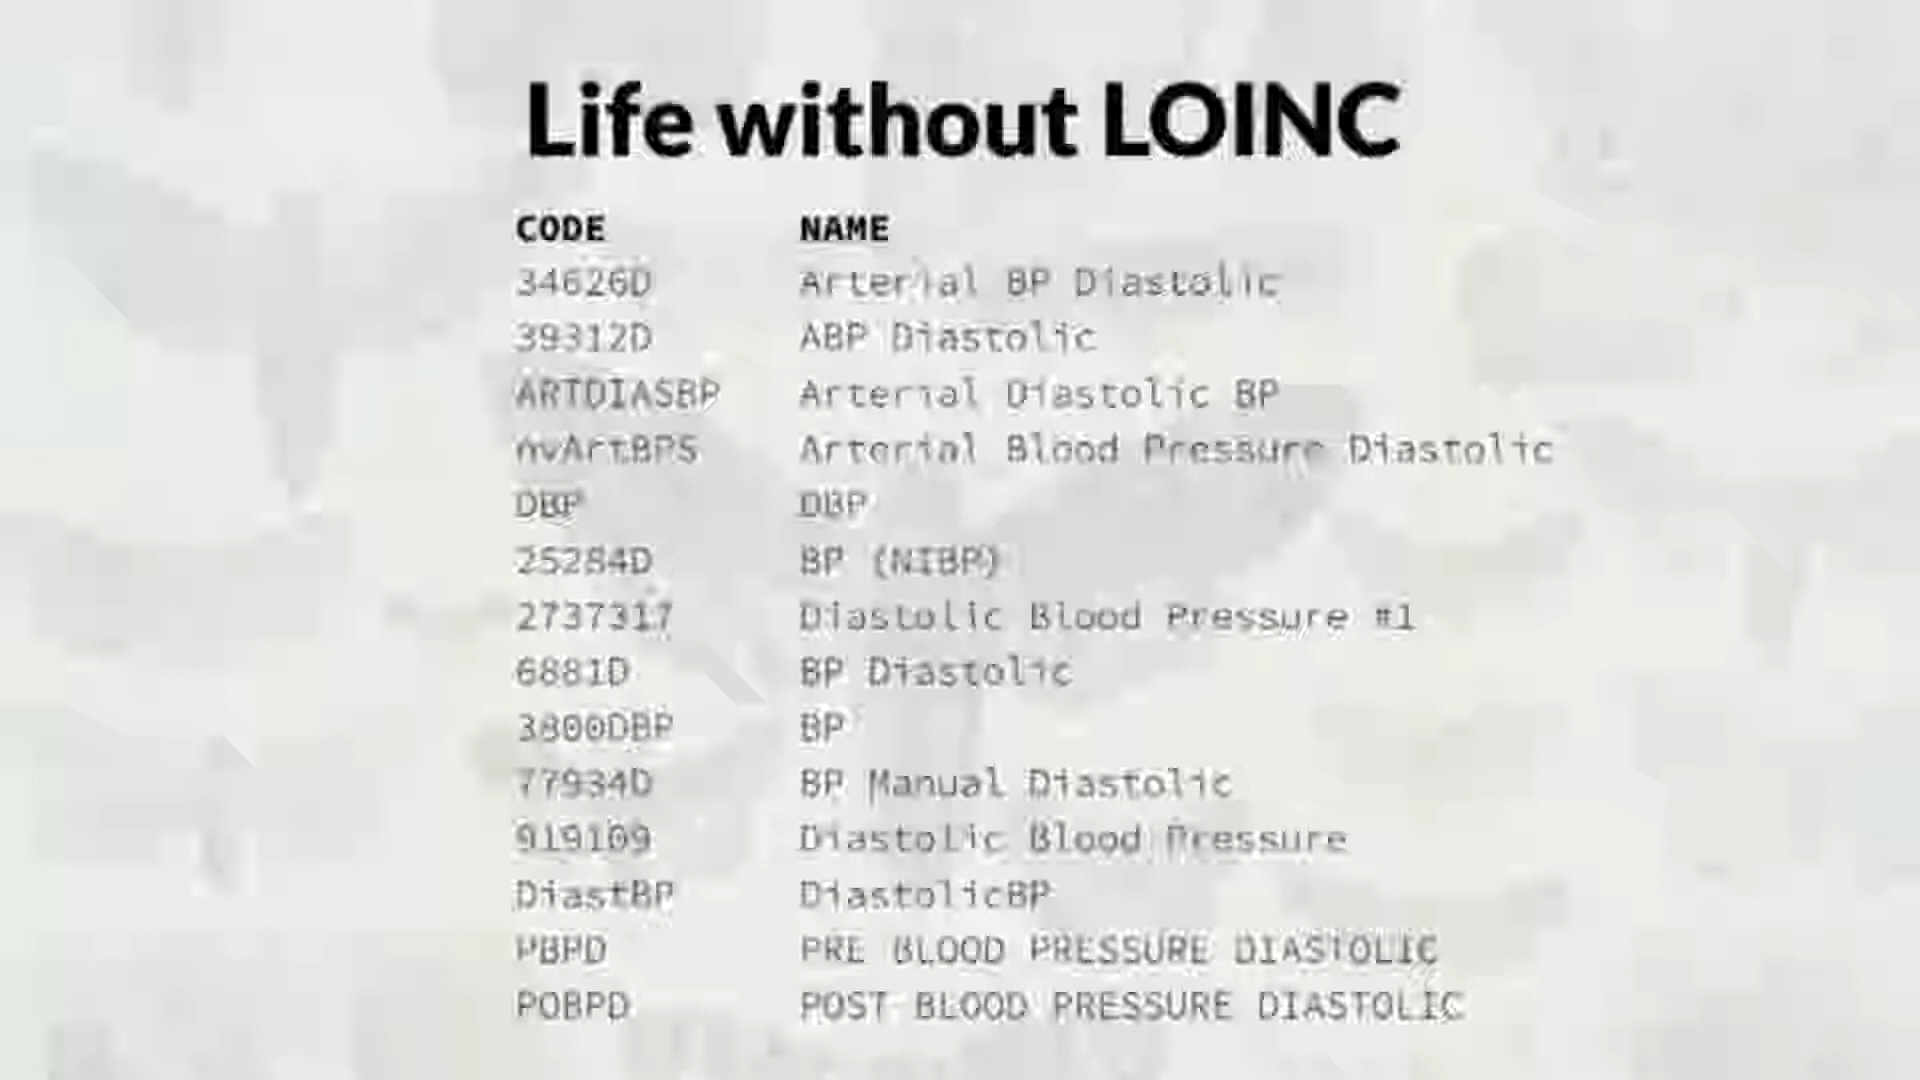 Life without LOINC
CODE NAME
34626D Arterial BP Diastolic
39312D ABP Diastolic
ARTDIASBP Arterial Diastolic BP
nvArtBPS Arterial Blood Pressure Diastolic
DBP DBP
25284D BP (NIBP)
2737317 Diastolic Blood Pressure #1
6881D BP Diastolic
3800DBP BP
77934D BP Manual Diastolic
919109 Diastolic Blood Pressure
DiastBP DiastolicBP
PBPD PRE BLOOD PRESSURE DIASTOLIC
POBPD POST BLOOD PRESSURE DIASTOLIC